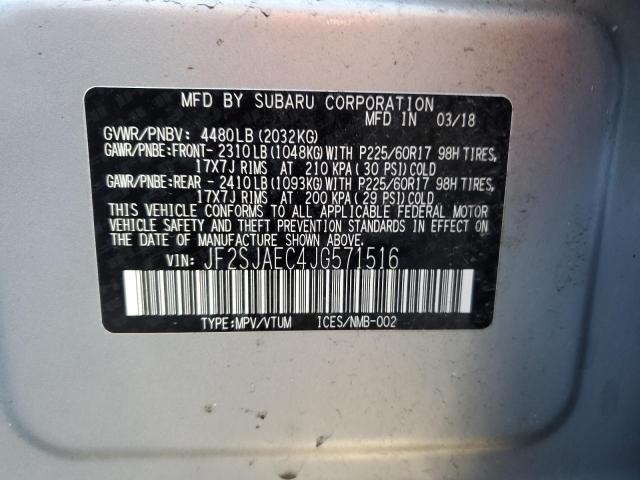 MFD BY SUBARU CORPORATION
MFD IN 03/18
GVWR/PNBV: 4480LB (2032KG)
GAWR/PNBE:FRONT- 2310LB (1048KG) WITH P225/60R17 98H TIRES,
17X7J RIMS AT 210 KPA ( 30 PSI) COLD
GAWR/PNBE:REAR - 2410LB (1093KG) WITH P225/60R17 98H TIRES,
17X7J RIMS AT 200 KPA ( 29 PSI) COLD
THIS VEHICLE CONFORMS TO ALL APPLICABLE FEDERAL MOTOR
VEHICLE SAFETY AND THEFT PREVENTION STANDARDS IN EFFECT
ON THE DATE OF MANUFACTURE SHOWN ABOVE.
VIN: JF2SJAEC4JG571516
TYPE:MPV/VTUM ICES/NMB-002